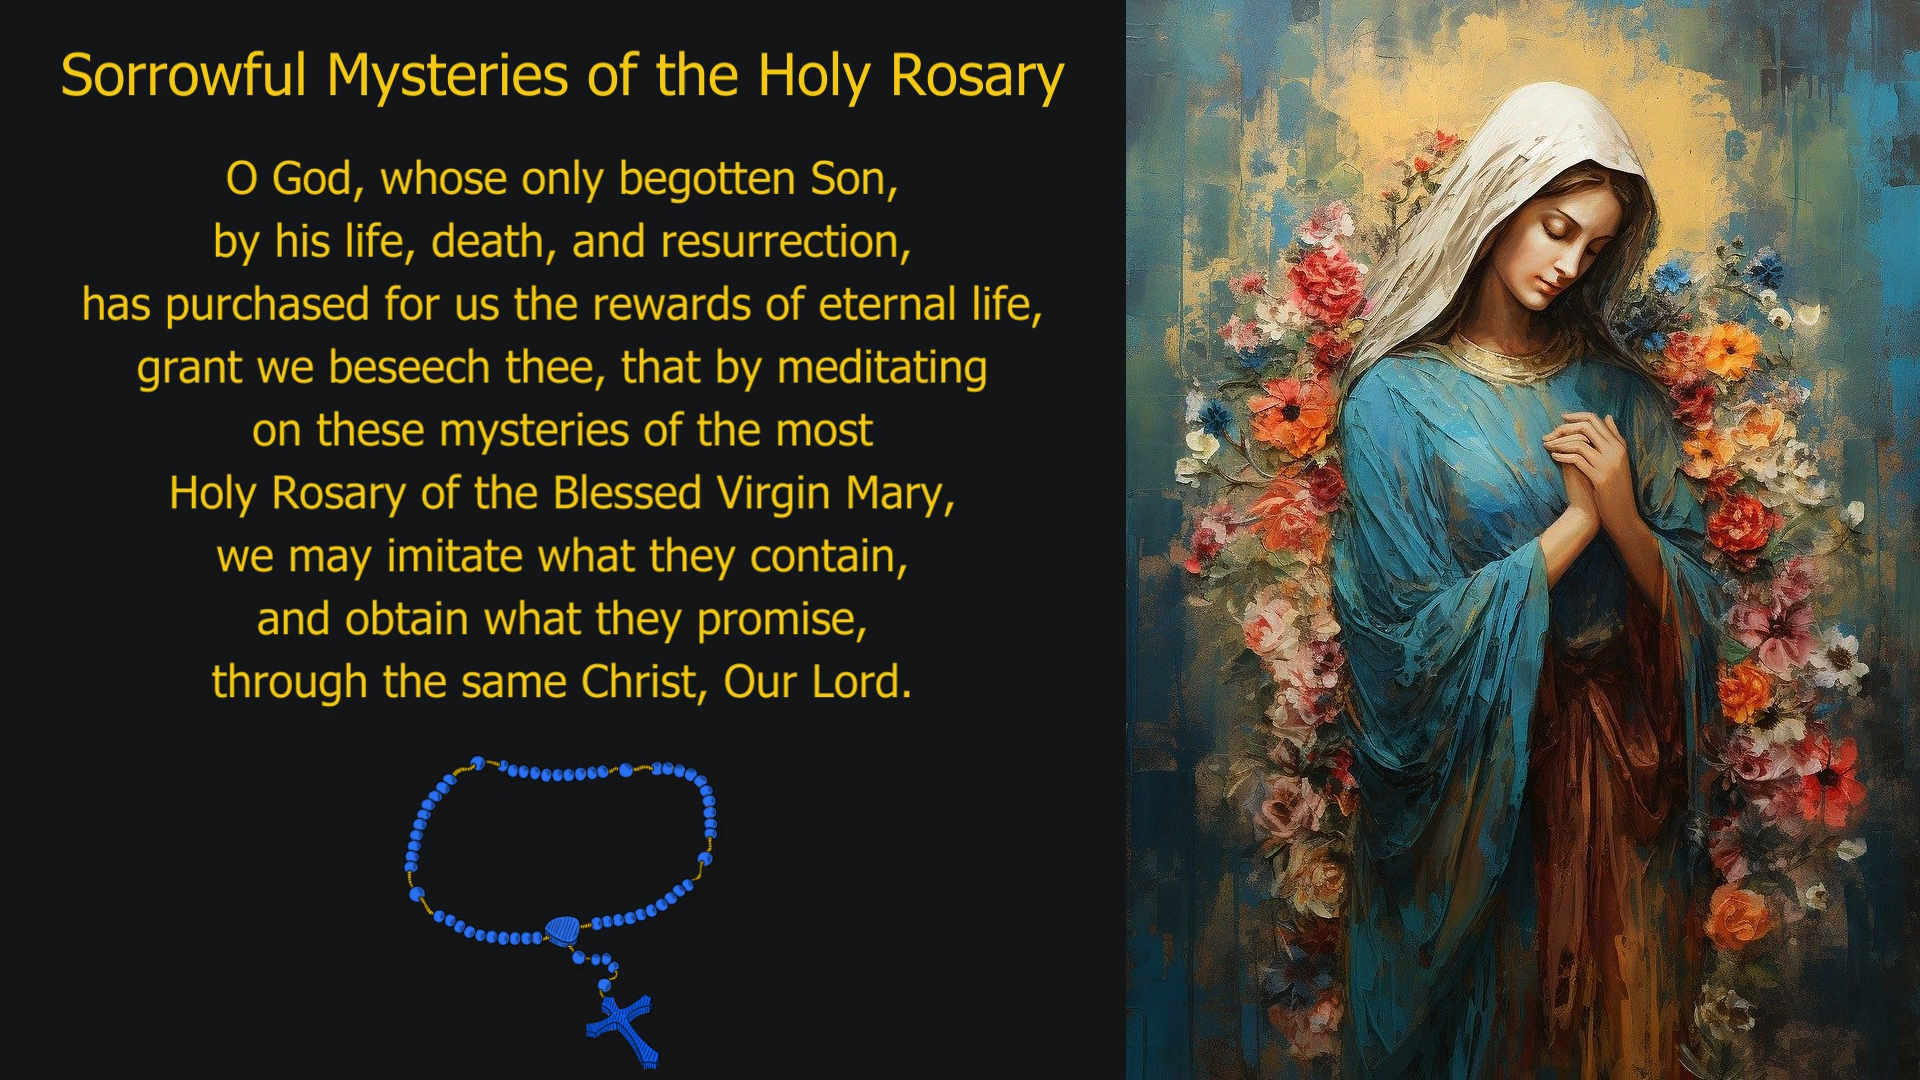 Sorrowful Mysteries of the Holy Rosary
O God, whose only begotten Son,
by his life, death, and resurrection,
has purchased for us the rewards of eternal life,
grant we beseech thee, that by meditating
on these mysteries of the most
Holy Rosary of the Blessed Virgin Mary,
we may imitate what they contain,
and obtain what they promise,
through the same Christ, Our Lord.